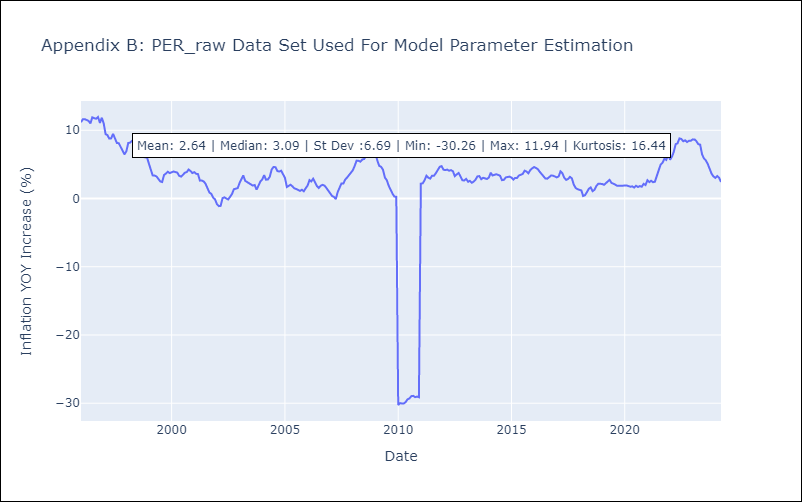 Appendix B: PER_raw Data Set Used For Model Parameter Estimation
Mean: 2.64 | Median: 3.09 | St Dev :6.69 | Min: -30.26 | Max: 11.94 | Kurtosis: 16.44
Inflation YOY Increase (%)
10
0
−10
−20
−30
2000
2005
2010
2015
2020
Date